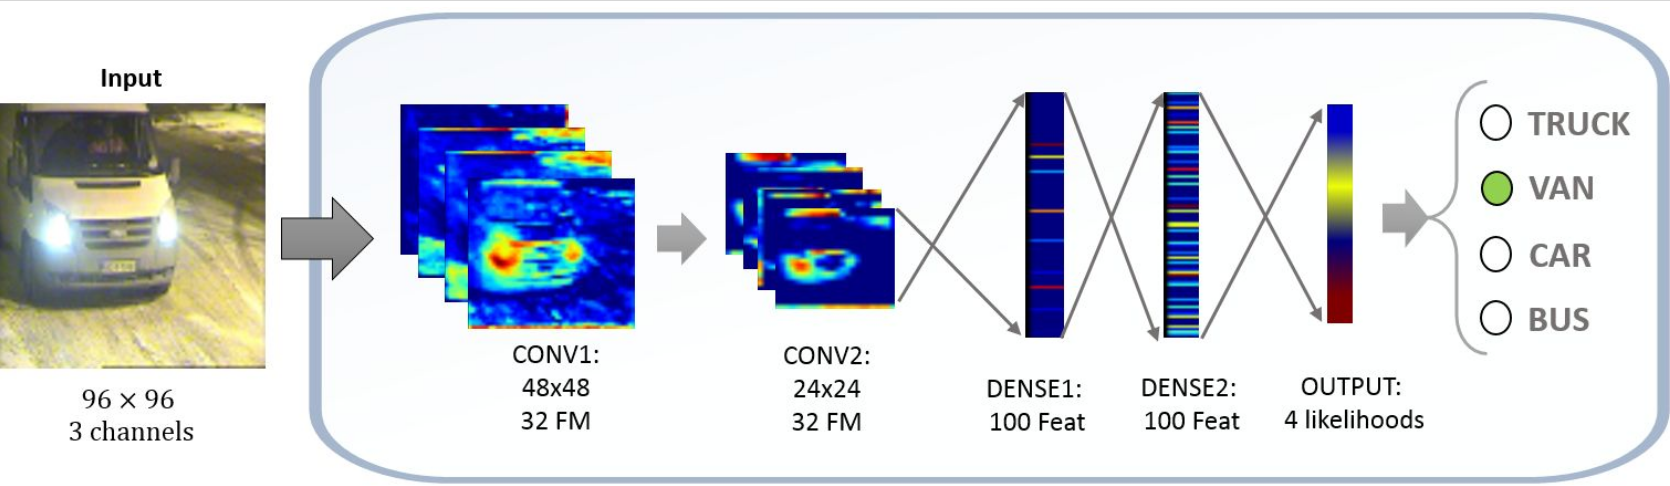 Input
96 × 96
3 channels
CONV1:
48x48
32 FM
CONV2:
24x24
32 FM
DENSE1:
100 Feat
DENSE2:
100 Feat
OUTPUT:
4 likelihoods
TRUCK
VAN
CAR
BUS